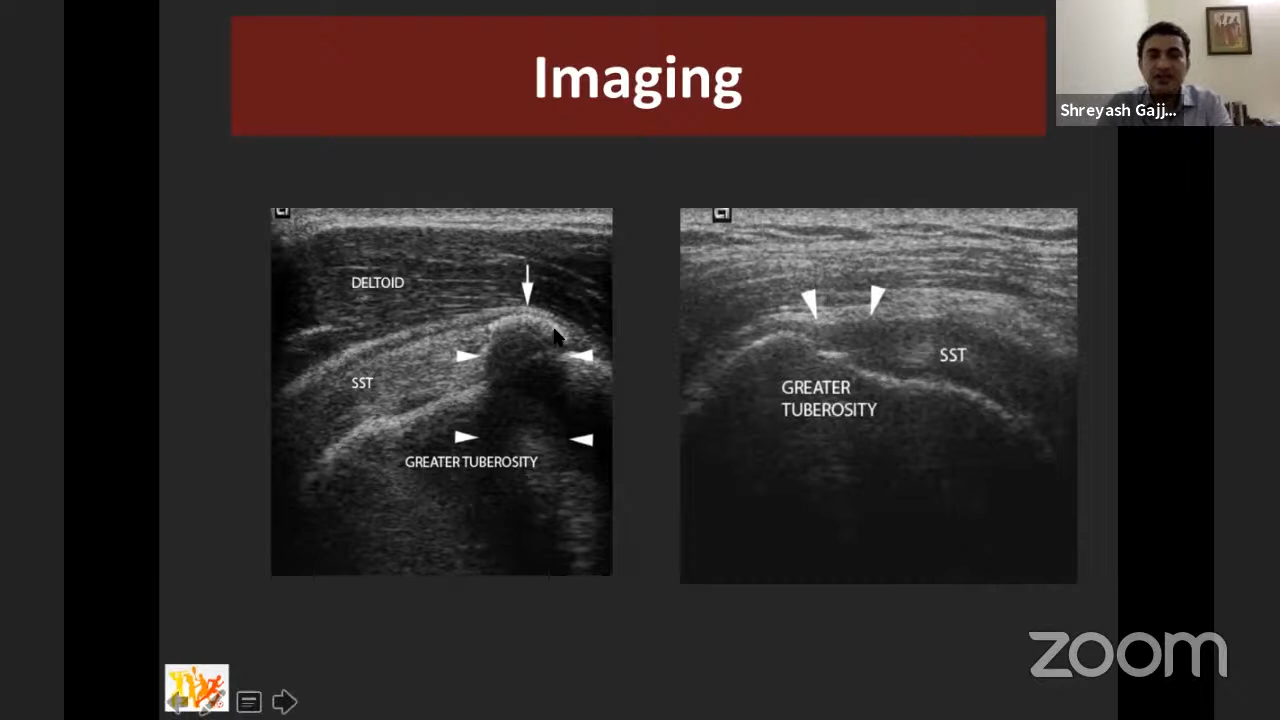 Imaging
Shreyash Gajj...
DELTOID
SST
GREATER TUBEROSITY
GREATER
TUBEROSITY
SST
zoom